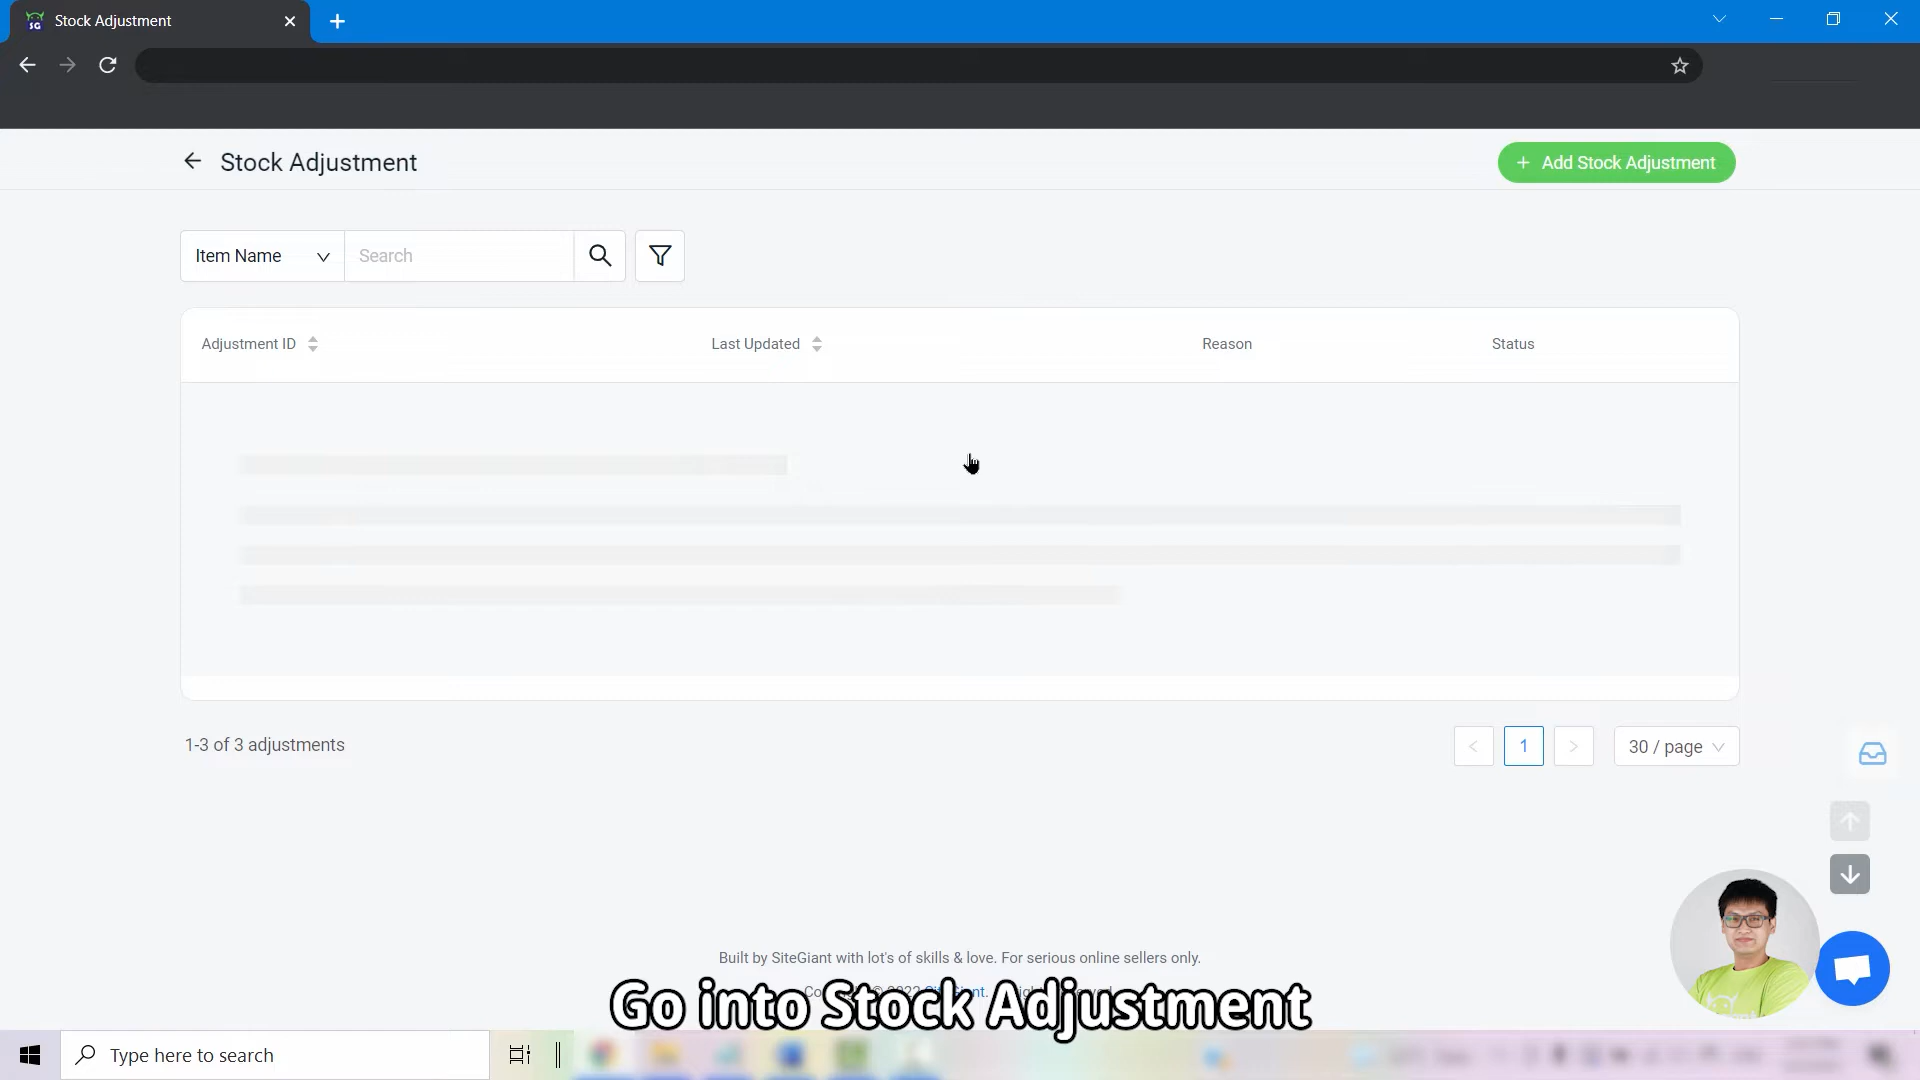 Stock Adjustment
Stock Adjustment
+ Add Stock Adjustment
Item Name
Search
Adjustment ID
Last Updated
Reason
Status
1-3 of 3 adjustments
<
1
>
30 / page
Built by SiteGiant with lot's of skills & love. For serious online sellers only.
Go into Stock Adjustment
Type here to search